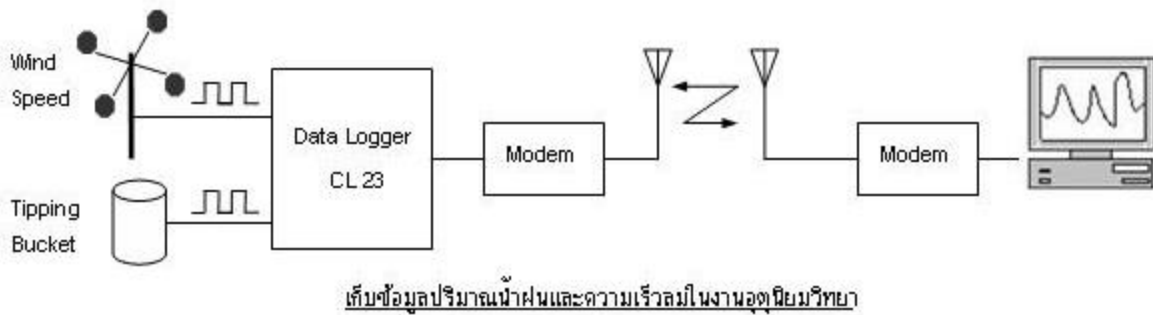 Wind
Speed
Data Logger
CL 23
Modem
Modem
Tipping
Bucket
เก็บข้อมูลปริมาณน้ำฝนและความเร็วลมในงานอุตุนิยมวิทยา